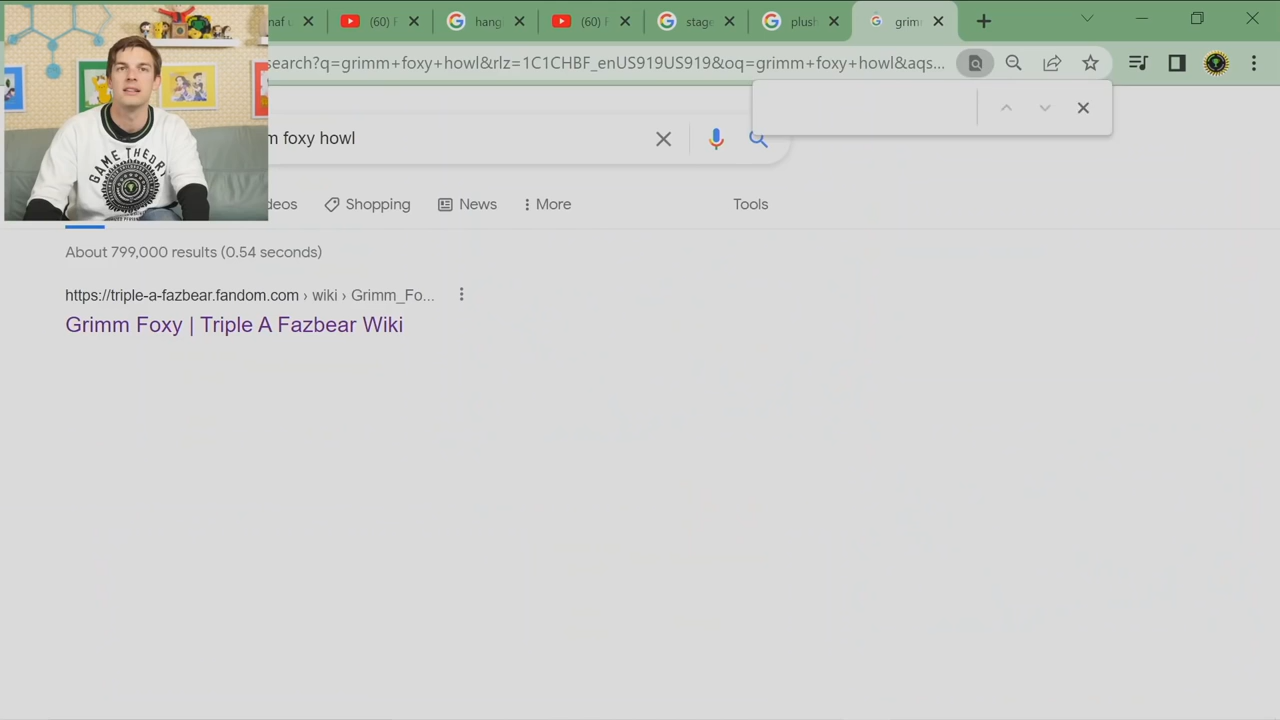 naf u
(60) F
hang
(60) F
stage
plush
grim
search?q=grimm+foxy+howl&rlz=1C1CHBF_enUS919US919&oq=grimm+foxy+howl&aqs...
m foxy howl
deos
Shopping
News
More
Tools
About 799,000 results (0.54 seconds)
https://triple-a-fazbear.fandom.com › wiki › Grimm_Fo...
Grimm Foxy | Triple A Fazbear Wiki
GAME THEORY